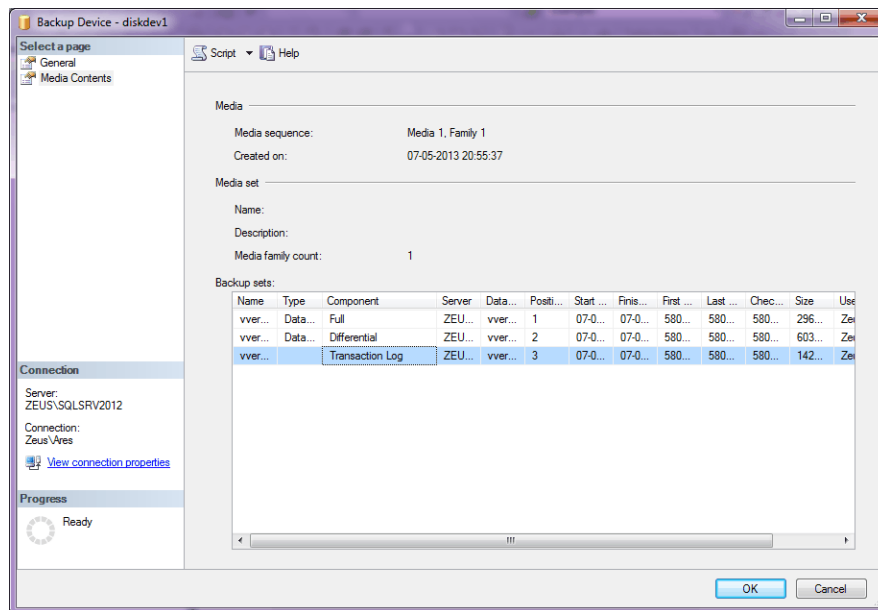 Backup Device - diskdev1
Select a page
General
Media Contents
Script Help
Media
Media sequence: Media 1, Family 1
Created on: 07-05-2013 20:55:37
Media set
Name:
Description:
Media family count: 1
Backup sets:
Name Type Component Server Data... Positi... Start ... Finis... First ... Last ... Chec... Size Use
vver... Data... Full ZEU... vver... 1 07-0... 07-0... 580... 580... 580... 296... Zeu
vver... Data... Differential ZEU... vver... 2 07-0... 07-0... 580... 580... 580... 603... Zeu
vver... Transaction Log ZEU... vver... 3 07-0... 07-0... 580... 580... 580... 142... Zeu
Connection
Server:
ZEUS\SQLSRV2012
Connection:
Zeus\Ares
View connection properties
Progress
Ready
OK Cancel